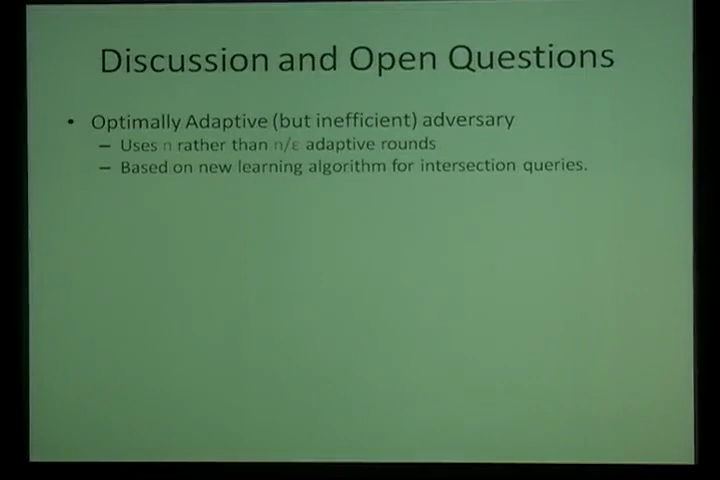 Discussion and Open Questions
• Optimally Adaptive (but inefficient) adversary
– Uses n rather than n/ε adaptive rounds
– Based on new learning algorithm for intersection queries.